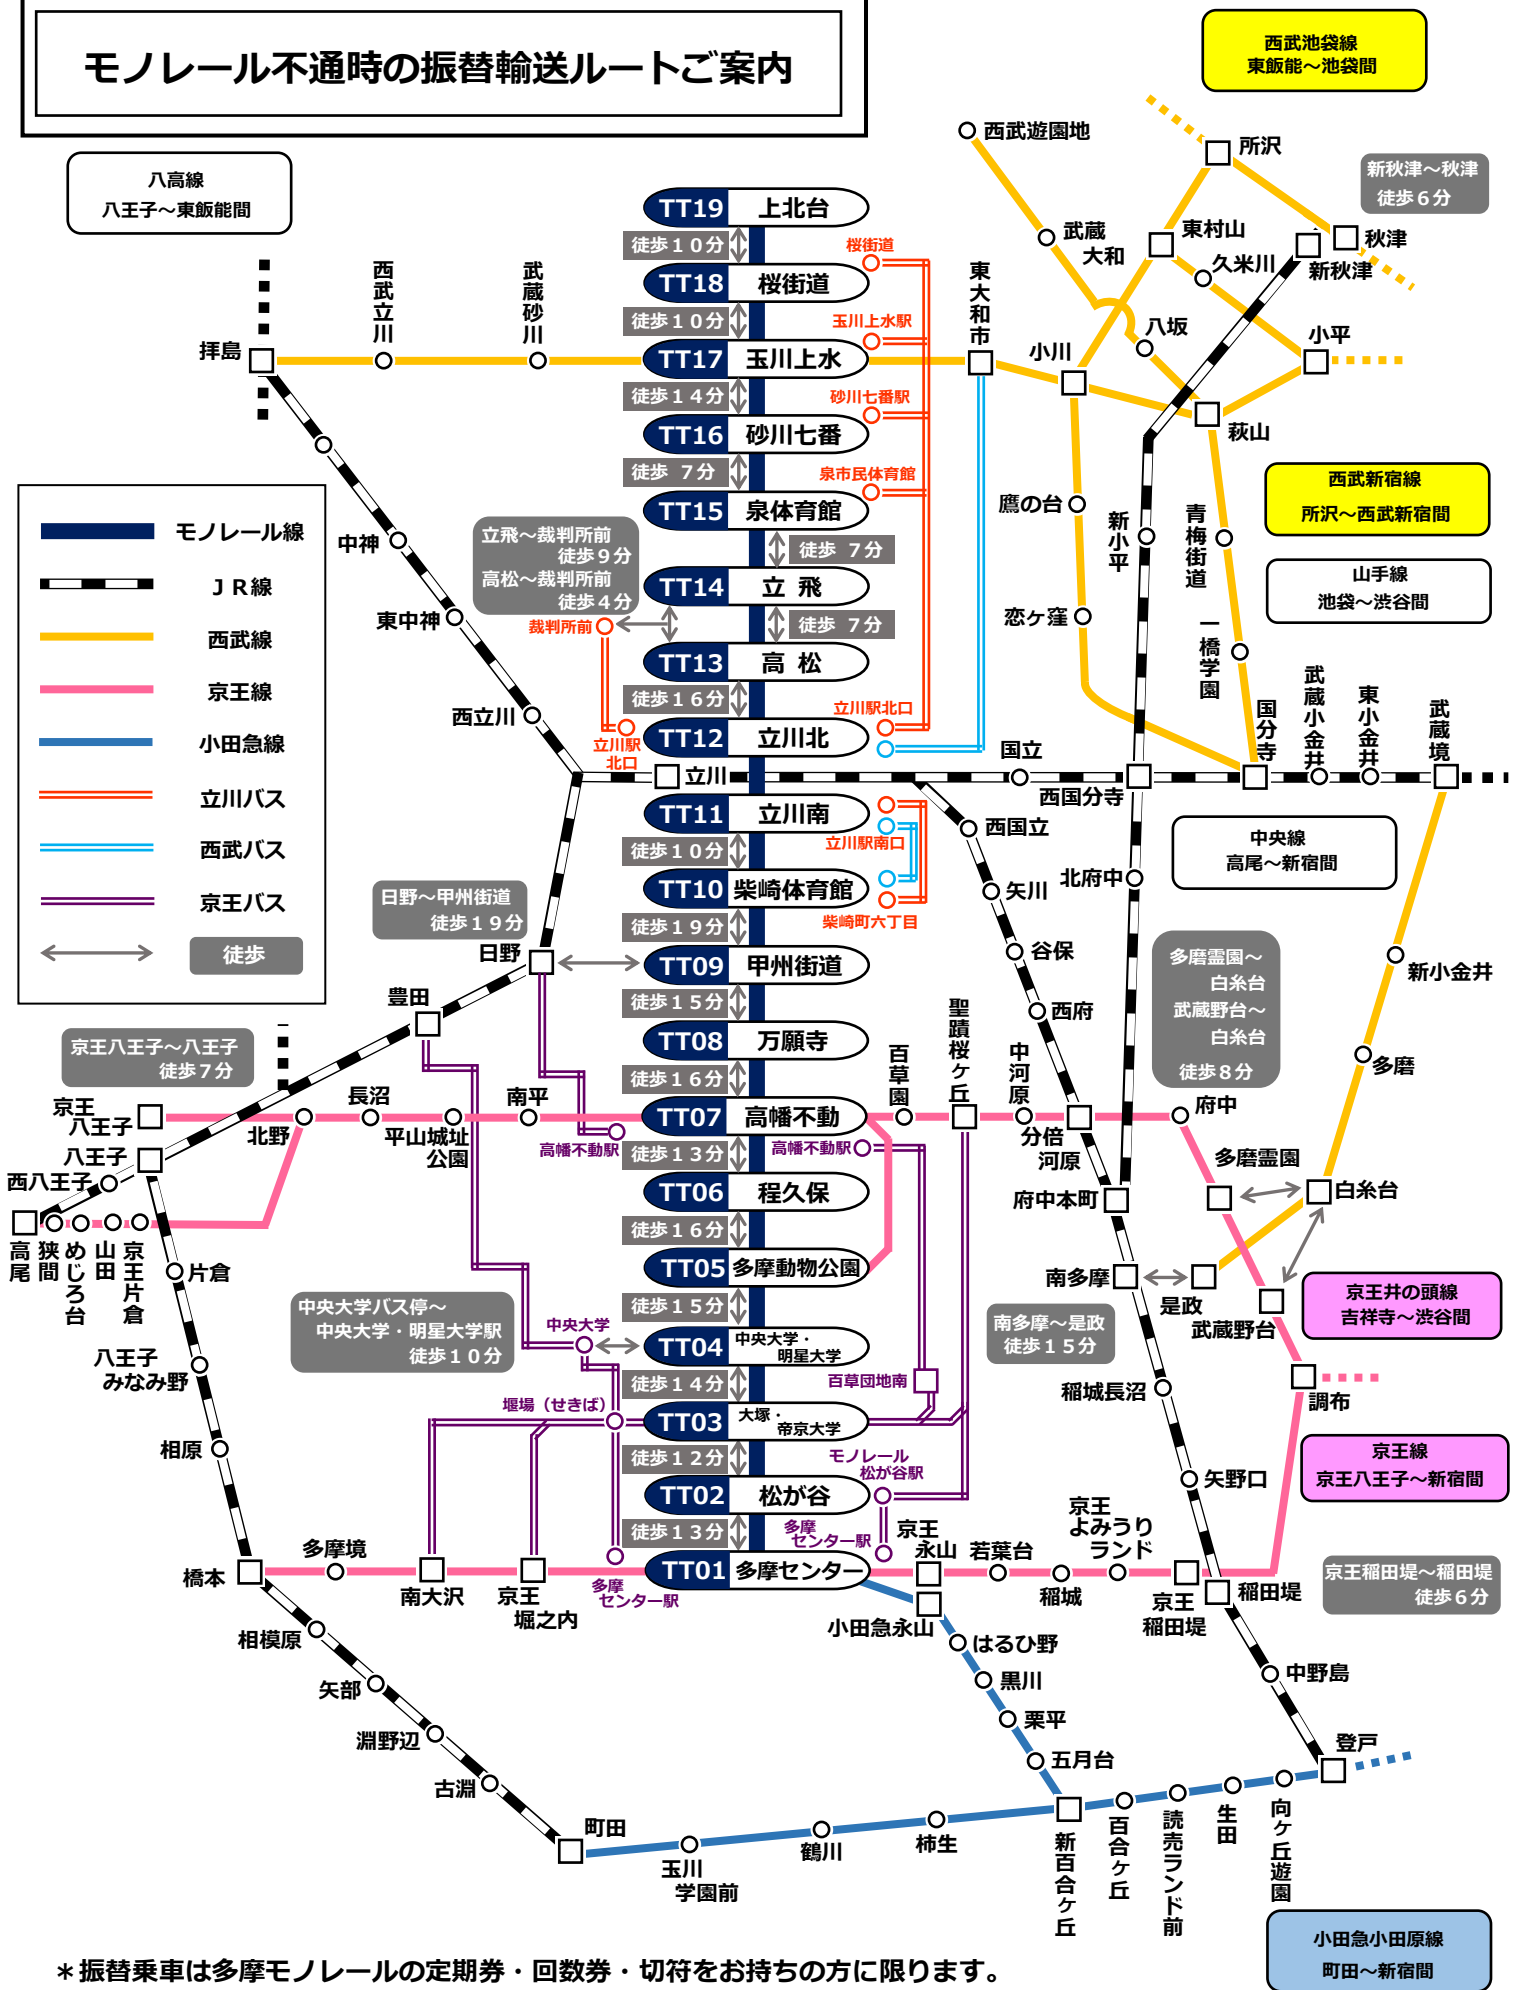 モノレール不通時の振替輸送ルートご案内
西武池袋線
東飯能～池袋間
八高線
八王子～東飯能間
新秋津～秋津
徒歩６分
西武遊園地
所沢
武蔵
大和
東村山
久米川
秋津
新秋津
八坂
小平
小川
萩山
東大和市
拝島
西武立川
武蔵砂川
TT19 上北台
徒歩１０分
TT18 桜街道
徒歩１０分
TT17 玉川上水
徒歩１４分
TT16 砂川七番
徒歩 ７分
TT15 泉体育館
徒歩 ７分
TT14 立 飛
徒歩 ７分
TT13 高 松
徒歩１６分
TT12 立川北
立川
TT11 立川南
徒歩１０分
TT10 柴崎体育館
徒歩１９分
TT09 甲州街道
徒歩１５分
TT08 万願寺
徒歩１６分
TT07 高幡不動
徒歩１３分
TT06 程久保
徒歩１６分
TT05 多摩動物公園
徒歩１５分
TT04 中央大学・
明星大学
徒歩１４分
TT03 大塚・
帝京大学
徒歩１２分
TT02 松が谷
徒歩１３分
TT01 多摩センター
桜街道
玉川上水駅
砂川七番駅
泉市民体育館
立川駅北口
裁判所前
立川駅
北口
立川駅南口
柴崎町六丁目
立飛～裁判所前
徒歩９分
高松～裁判所前
徒歩４分
モノレール線
ＪＲ線
西武線
京王線
小田急線
立川バス
西武バス
京王バス
徒歩
中神
東中神
西立川
鷹の台
恋ヶ窪
新小平
青梅街道
一橋学園
西武新宿線
所沢～西武新宿間
山手線
池袋～渋谷間
国立
西国分寺
国分寺
武蔵小金井
東小金井
武蔵境
中央線
高尾～新宿間
西国立
矢川
谷保
西府
北府中
新小金井
多磨
多磨霊園～
白糸台
武蔵野台～
白糸台
徒歩８分
日野～甲州街道
徒歩１９分
日野
豊田
京王八王子～八王子
徒歩７分
京王
八王子
八王子
西八王子
高尾
狭間
めじろ台
山田
京王片倉
北野
長沼
平山城址
公園
南平
高幡不動駅
高幡不動駅
百草園
聖蹟桜ヶ丘
中河原
分倍
河原
府中
多磨霊園
府中本町
白糸台
南多摩
是政
武蔵野台
南多摩～是政
徒歩１５分
京王井の頭線
吉祥寺～渋谷間
調布
京王線
京王八王子～新宿間
片倉
八王子
みなみ野
相原
橋本
中央大学バス停～
中央大学・明星大学駅
徒歩１０分
中央大学
堰場（せきば）
百草団地南
モノレール
松が谷駅
多摩
センター駅
多摩
センター駅
多摩境
南大沢
京王
堀之内
京王
永山
小田急永山
若葉台
稲城
京王
よみうり
ランド
京王
稲田堤
稲田堤
稲城長沼
矢野口
京王稲田堤～稲田堤
徒歩６分
中野島
登戸
はるひ野
黒川
栗平
五月台
相模原
矢部
淵野辺
古淵
町田
玉川
学園前
鶴川
柿生
新百合ヶ丘
百合ヶ丘
読売ランド前
生田
向ヶ丘遊園
小田急小田原線
町田～新宿間
＊振替乗車は多摩モノレールの定期券・回数券・切符をお持ちの方に限ります。